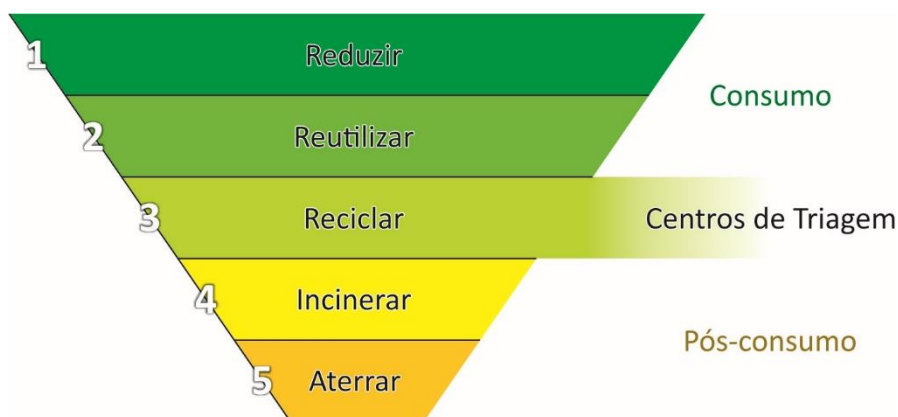 1 Reduzir
Consumo
2 Reutilizar
3 Reciclar Centros de Triagem
4 Incinerar
Pós-consumo
5 Aterrar